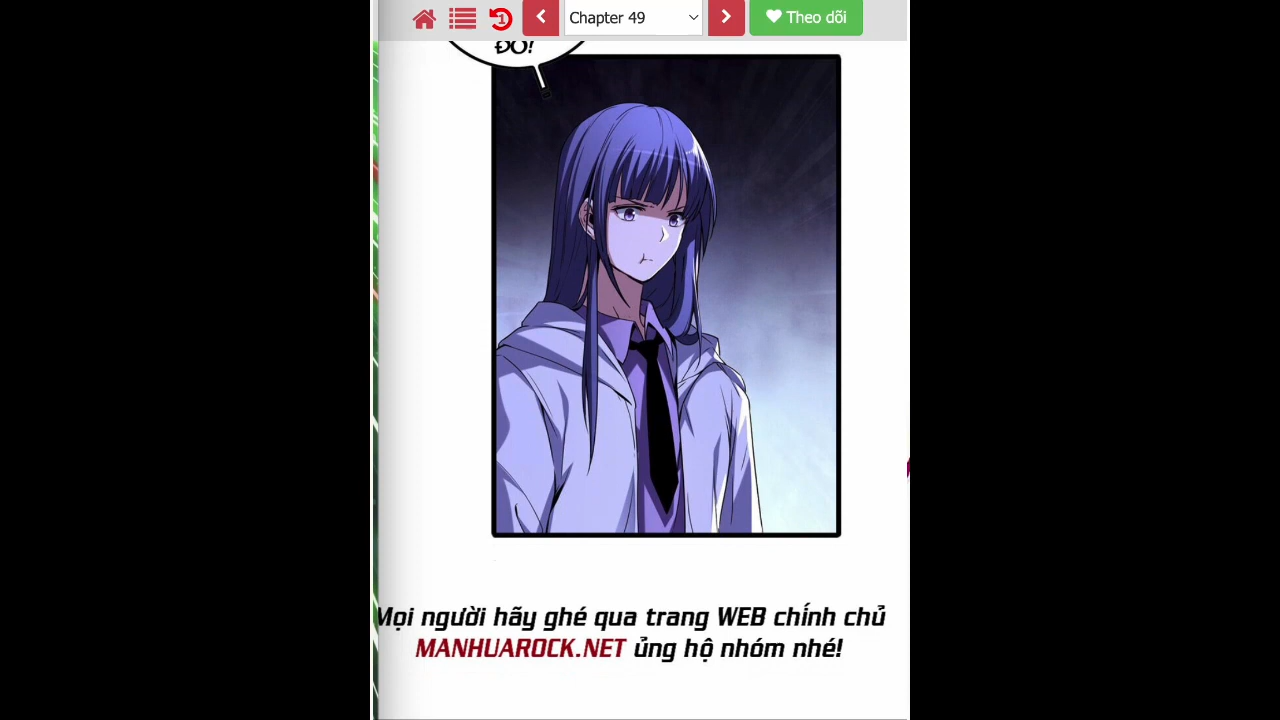 1
Chapter 49
Theo dõi
ĐÓ!
Mọi người hãy ghé qua trang WEB chính chủ
MANHUAROCK.NET ủng hộ nhóm nhé!